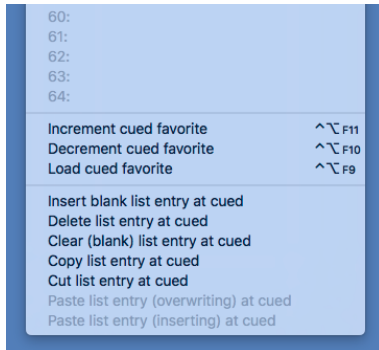 60:
61:
62:
63:
64:
Increment cued favorite ^⌥ F11
Decrement cued favorite ^⌥ F10
Load cued favorite ^⌥ F9
Insert blank list entry at cued
Delete list entry at cued
Clear (blank) list entry at cued
Copy list entry at cued
Cut list entry at cued
Paste list entry (overwriting) at cued
Paste list entry (inserting) at cued